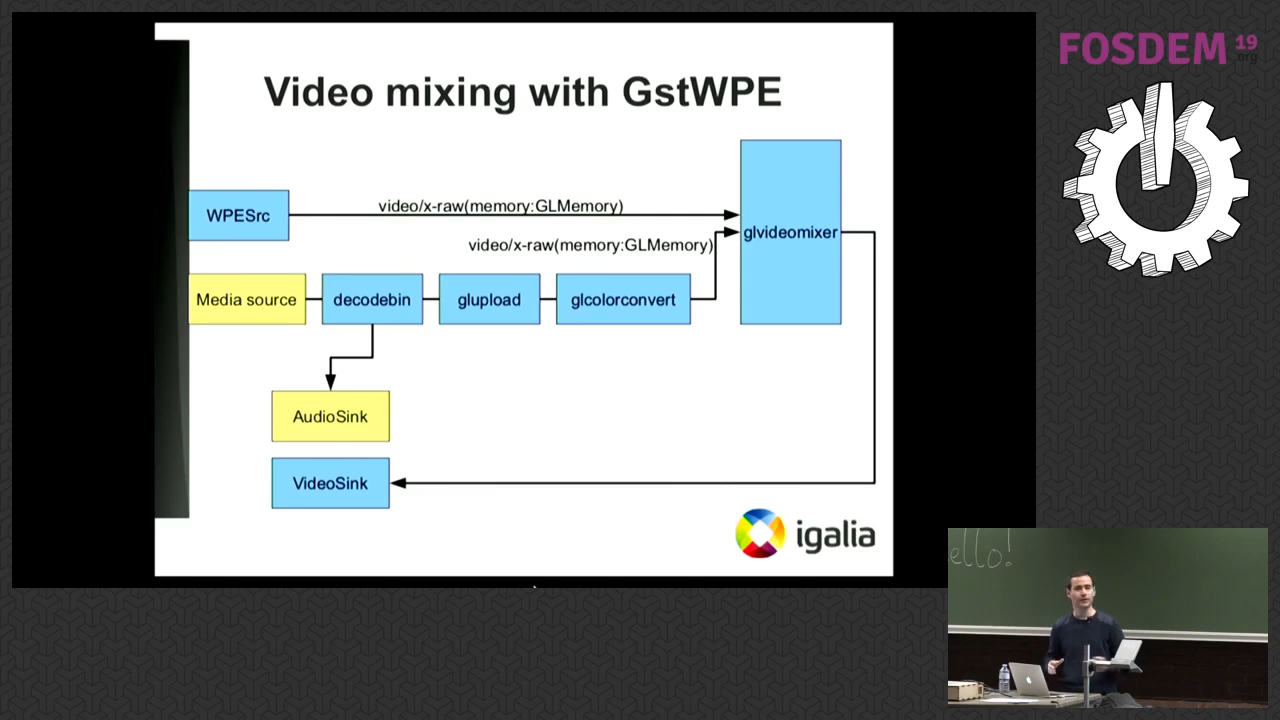 Video mixing with GstWPE
WPESrc
video/x-raw(memory:GLMemory)
video/x-raw(memory:GLMemory)
glvideomixer
Media source
decodebin
glupload
glcolorconvert
AudioSink
VideoSink
igalia
FOSDEM 19
.org
ello!